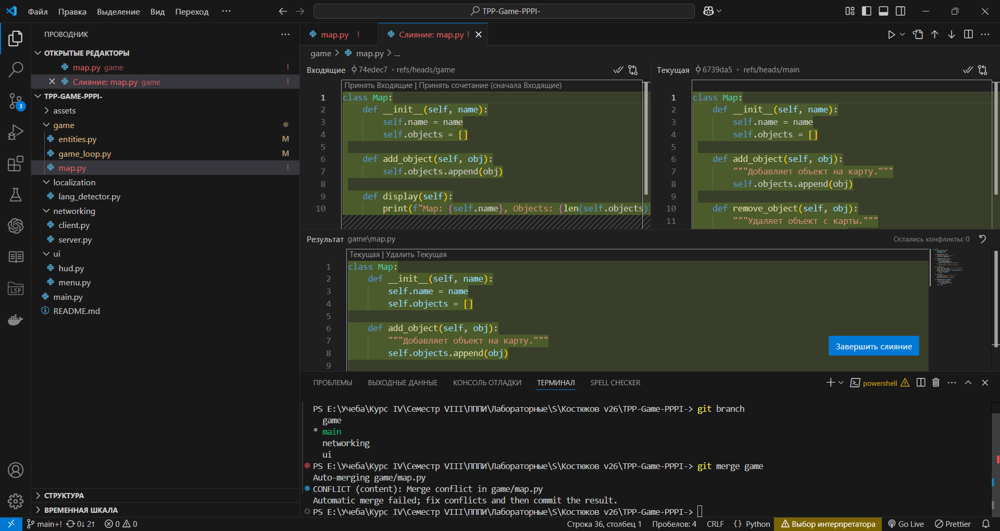 Файл Правка Выделение Вид Переход ··· TPP-Game-PPPI-
ПРОВОДНИК
ОТКРЫТЫЕ РЕДАКТОРЫ
map.py game !
Слияние: map.py game !
TPP-GAME-PPPI-
assets
game
entities.py M
game_loop.py M
map.py !
localization
lang_detector.py
networking
client.py
server.py
ui
hud.py
menu.py
main.py
README.md
СТРУКТУРА
ВРЕМЕННАЯ ШКАЛА
3
LSP
map.py ! Слияние: map.py !
game > map.py > ...
Входящие 74edec7 • refs/heads/game
Принять Входящие | Принять сочетание (сначала Входящие)
1 class Map:
2 def __init__(self, name):
3 self.name = name
4 self.objects = []
5
6 def add_object(self, obj):
7 self.objects.append(obj)
8
9 def display(self):
10 print(f"Map: {self.name}, Objects: {len(self.objects)}
Текущая 6739da5 • refs/heads/main
1 class Map:
2 def __init__(self, name):
3 self.name = name
4 self.objects = []
5
6 def add_object(self, obj):
7 """Добавляет объект на карту."""
8 self.objects.append(obj)
9
10 def remove_object(self, obj):
11 """Удаляет объект с карты."""
Результат game\map.py Остались конфликты: 0
Текущая | Удалить Текущая
1 class Map:
2 def __init__(self, name):
3 self.name = name
4 self.objects = []
5
6 def add_object(self, obj):
7 """Добавляет объект на карту."""
8 self.objects.append(obj)
9
Завершить слияние
ПРОБЛЕМЫ ВЫХОДНЫЕ ДАННЫЕ КОНСОЛЬ ОТЛАДКИ ТЕРМИНАЛ SPELL CHECKER powershell
PS E:\Учеба\Курс IV\Семестр VIII\ПППИ\Лабораторные\S\Костюков v26\TPP-Game-PPPI-> git branch
game
* main
networking
ui
PS E:\Учеба\Курс IV\Семестр VIII\ПППИ\Лабораторные\S\Костюков v26\TPP-Game-PPPI-> git merge game
Auto-merging game/map.py
CONFLICT (content): Merge conflict in game/map.py
Automatic merge failed; fix conflicts and then commit the result.
PS E:\Учеба\Курс IV\Семестр VIII\ПППИ\Лабораторные\S\Костюков v26\TPP-Game-PPPI->
main+! 0↓ 2↑ 0 0 Строка 36, столбец 1 Пробелов: 4 CRLF {} Python Выбор интерпретатора Go Live Prettier